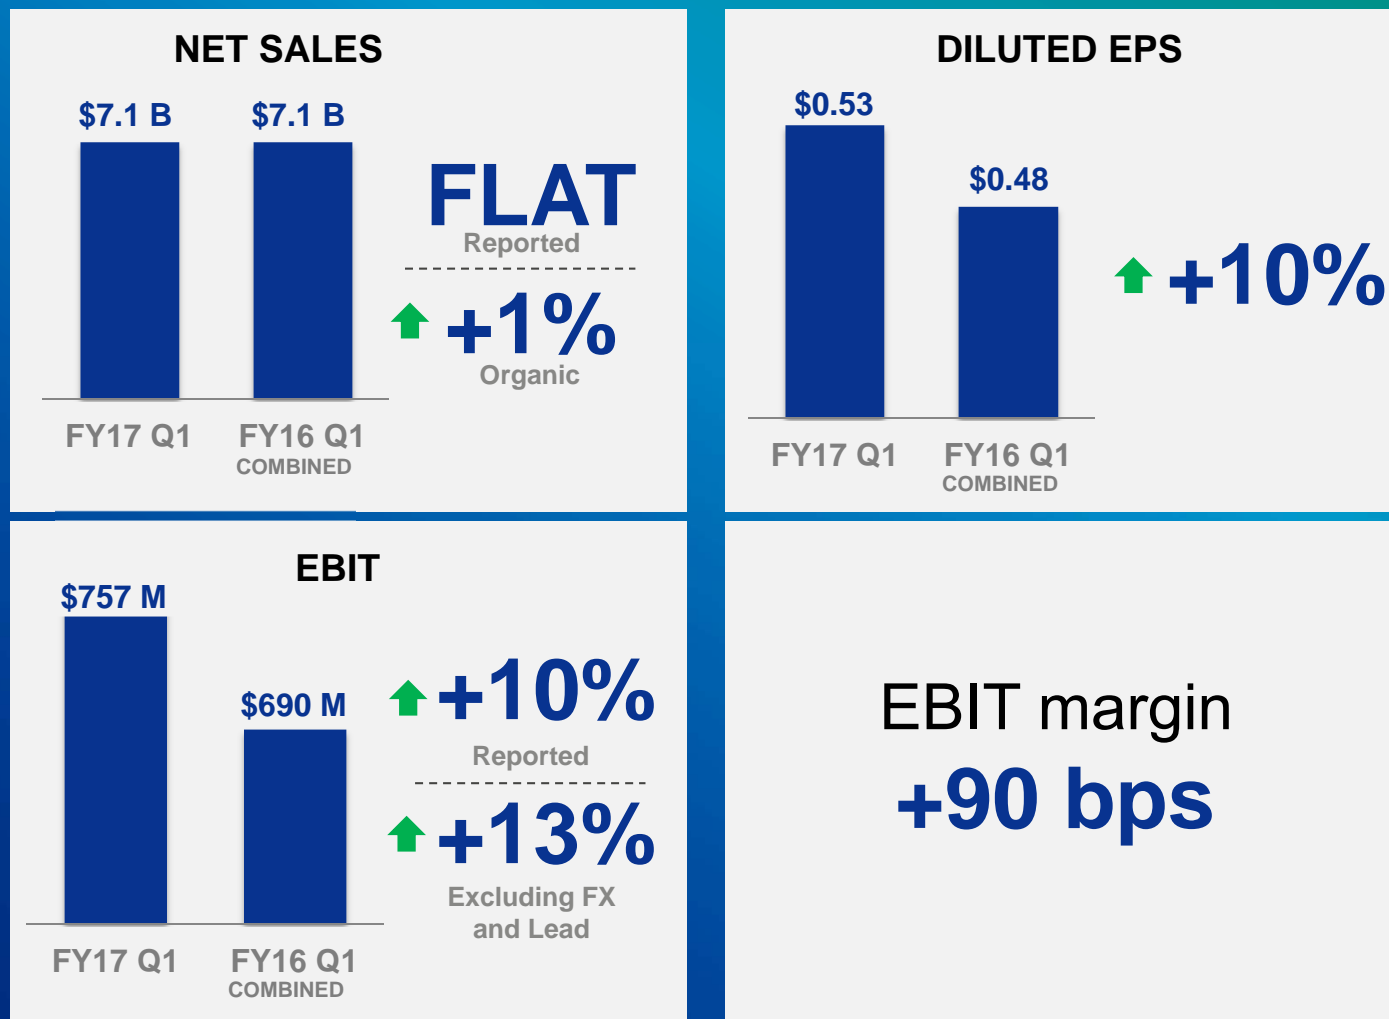 NET SALES
$7.1 B
$7.1 B
FLAT
Reported
+1%
Organic
FY17 Q1
FY16 Q1
COMBINED
DILUTED EPS
$0.53
$0.48
+10%
FY17 Q1
FY16 Q1
COMBINED
EBIT
$757 M
$690 M
+10%
Reported
+13%
Excluding FX
and Lead
FY17 Q1
FY16 Q1
COMBINED
EBIT margin
+90 bps